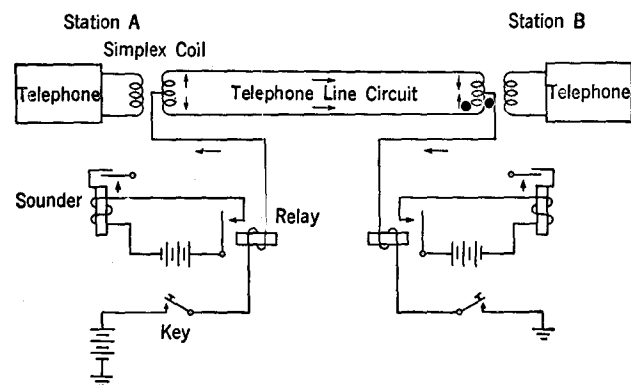 Station A
Station B
Simplex Coil
Telephone
Telephone Line Circuit
Telephone
Sounder
Relay
Key